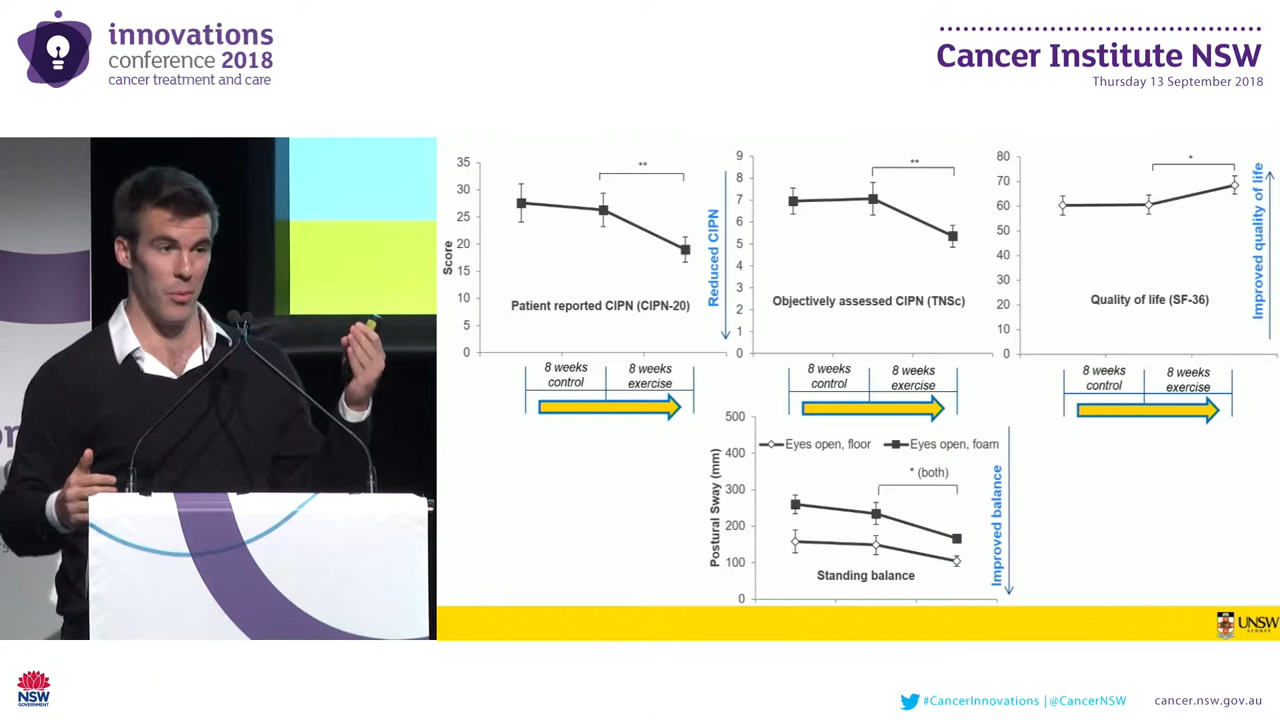 innovations
conference 2018
cancer treatment and care
Cancer Institute NSW
Thursday 13 September 2018
35
30
25
20
15
10
5
0
Score
**
Patient reported CIPN (CIPN-20)
Reduced CIPN
9
8
7
6
5
4
3
2
1
0
**
Objectively assessed CIPN (TNSc)
80
70
60
50
40
30
20
10
0
*
Quality of life (SF-36)
Improved quality of life
8 weeks control
8 weeks exercise
8 weeks control
8 weeks exercise
8 weeks control
8 weeks exercise
500
400
300
200
100
0
Postural Sway (mm)
Eyes open, floor
Eyes open, foam
* (both)
Standing balance
Improved balance
UNSW
SYDNEY
NSW
GOVERNMENT
#CancerInnovations | @CancerNSW
cancer.nsw.gov.au